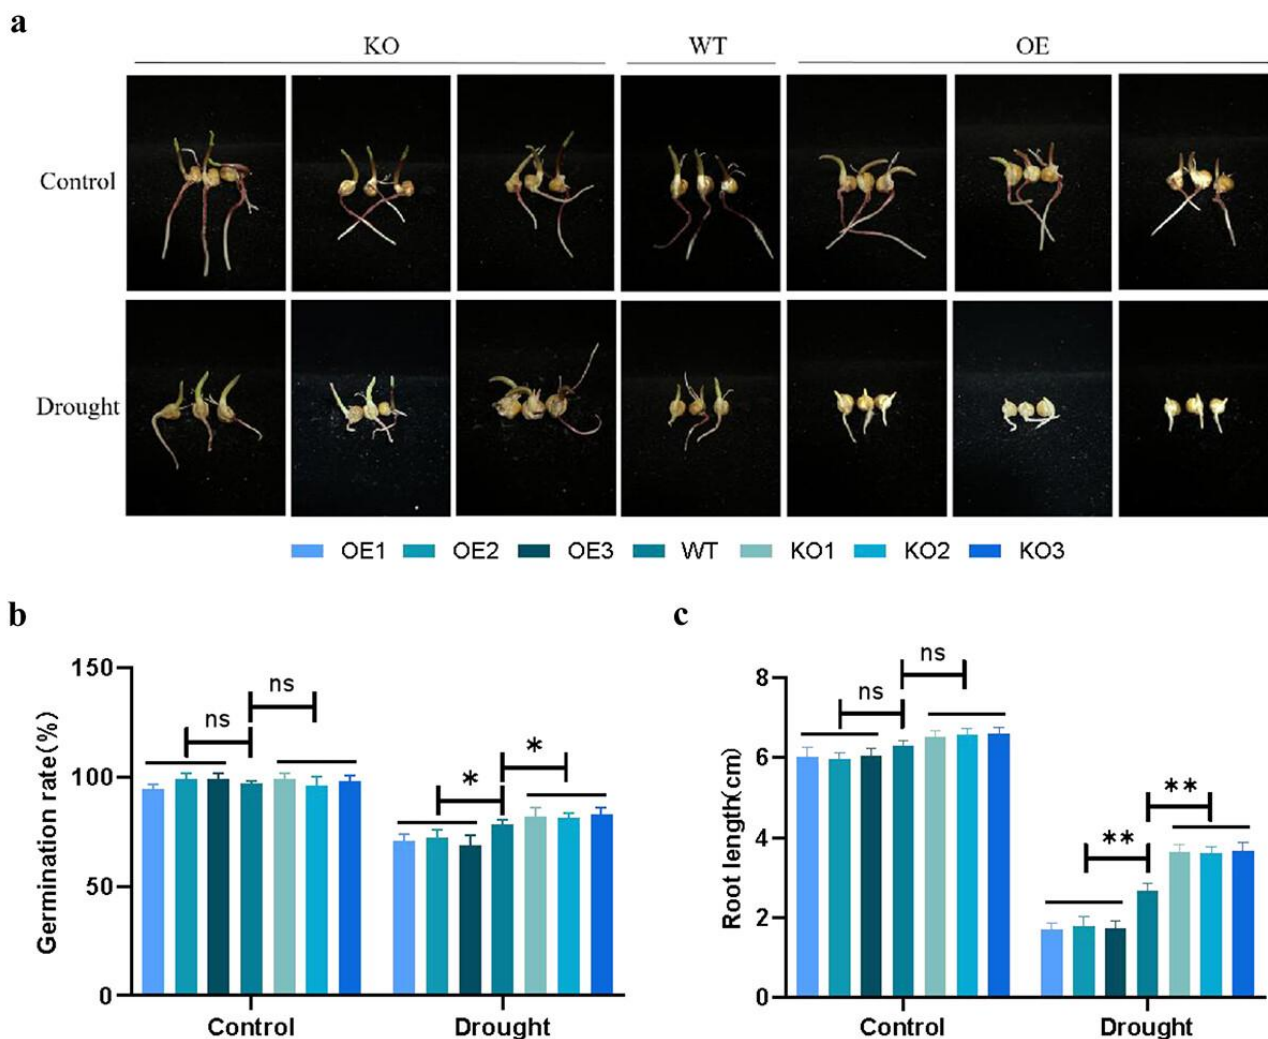 a
KO WT OE
Control
Drought
OE1 OE2 OE3 WT KO1 KO2 KO3
b
Germination rate(%)
150
100
50
0
ns
ns
*
*
Control Drought
c
Root length(cm)
8
6
4
2
0
ns
ns
**
**
Control Drought